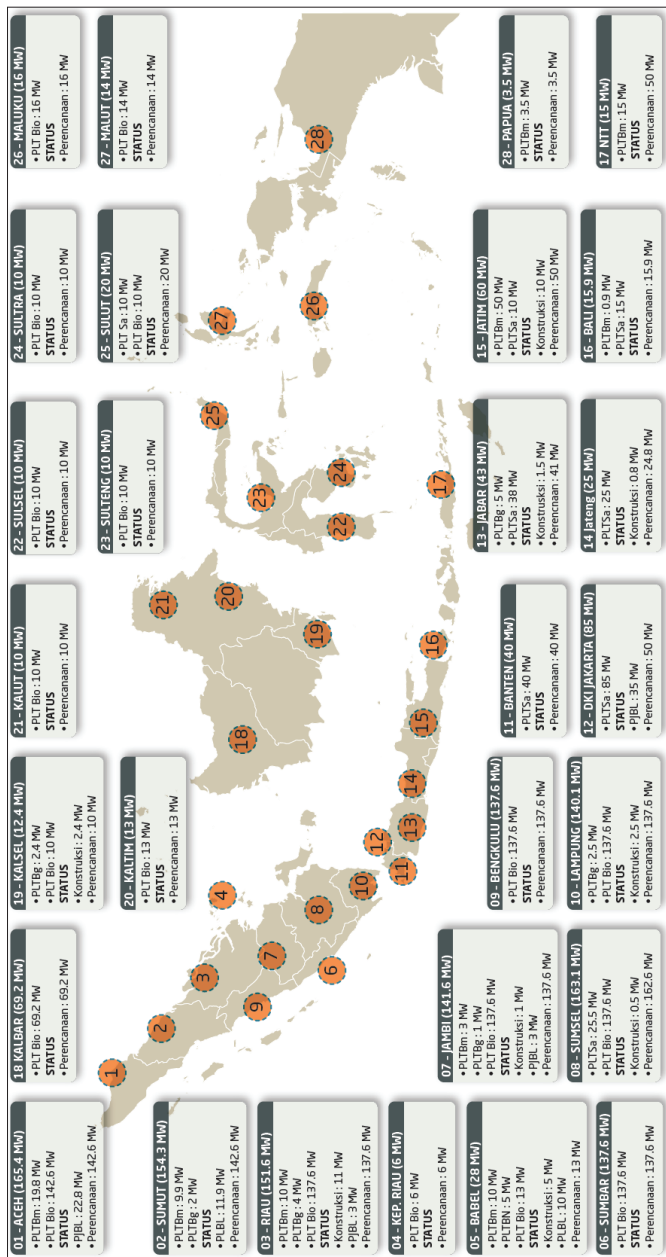 01 - ACEH (165.4 MW)
• PLTBm : 19.8 MW
• PLT Bio : 142.6 MW
STATUS
• PJBL : 22.8 MW
• Perencanaan : 142.6 MW
02 - SUMUT (154.3 MW)
• PLTBm : 9.9 MW
• PLTBg : 2 MW
• PLBL : 11.9 MW
STATUS
• Perencanaan : 142.6 MW
03 - RIAU (151.6 MW)
• PLTBm : 10 MW
• PLTBg : 4 MW
• PLT Bio : 137.6 MW
STATUS
• Konstruksi : 11 MW
• PJBL : 3 MW
• Perencanaan : 137.6 MW
04 - KEP. RIAU (6 MW)
• PLT Bio : 6 MW
STATUS
• Perencanaan : 6 MW
05 - BABEL (28 MW)
• PLTBm : 10 MW
• PLTBN : 5 MW
• PLT Bio : 13 MW
STATUS
• Konstruksi : 5 MW
• PLBL : 10 MW
• Perencanaan : 13 MW
06 - SUMBAR (137.6 MW)
• PLT Bio : 137.6 MW
STATUS
• Perencanaan : 137.6 MW
18 KALBAR (69.2 MW)
• PLT Bio : 69.2 MW
STATUS
• Perencanaan : 69.2 MW
07 - JAMBI (141.6 MW)
• PLTBm : 3 MW
• PLTBg : 1 MW
• PLT Bio : 137.6 MW
STATUS
• Konstruksi : 1 MW
• PJBL : 3 MW
• Perencanaan : 137.6 MW
08 - SUMSEL (163.1 MW)
• PLTSa : 25.5 MW
• PLT Bio : 137.6 MW
STATUS
• Konstruksi : 0.5 MW
• Perencanaan : 162.6 MW
19 - KALSEL (12.4 MW)
• PLTBg : 2.4 MW
• PLT Bio : 10 MW
STATUS
• Konstruksi : 2.4 MW
• Perencanaan : 10 MW
20 - KALTIM (13 MW)
• PLT Bio : 13 MW
STATUS
• Perencanaan : 13 MW
09 - BENGKULU (137.6 MW)
• PLT Bio : 137.6 MW
STATUS
• Perencanaan : 137.6 MW
10 - LAMPUNG (140.1 MW)
• PLTBg : 2.5 MW
• PLT Bio : 137.6 MW
STATUS
• Konstruksi : 2.5 MW
• Perencanaan : 137.6 MW
21 - KALUT (10 MW)
• PLT Bio : 10 MW
STATUS
• Perencanaan : 10 MW
11 - BANTEN (40 MW)
• PLTSa : 40 MW
STATUS
• Perencanaan : 40 MW
12 - DKI JAKARTA (85 MW)
• PLTSa : 85 MW
STATUS
• PJBL : 35 MW
• Perencanaan : 50 MW
22 - SULSEL (10 MW)
• PLT Bio : 10 MW
STATUS
• Perencanaan : 10 MW
23 - SULTENG (10 MW)
• PLT Bio : 10 MW
STATUS
• Perencanaan : 10 MW
13 - JABAR (43 MW)
• PLTBg : 5 MW
• PLTSa : 38 MW
STATUS
• Konstruksksi : 1.5 MW
• Perencanaan : 41 MW
14 Jateng (25 MW)
• PLTSa : 25 MW
STATUS
• Konstruksi : 0.8 MW
• Perencanaan : 24.8 MW
24 - SULTRA (10 MW)
• PLT Bio : 10 MW
STATUS
• Perencanaan : 10 MW
25 - SULUT (20 MW)
• PLT Sa : 10 MW
• PLT Bio : 10 MW
STATUS
• Perencanaan : 20 MW
15 - JATIM (60 MW)
• PLTBm : 50 MW
• PLTSa : 10 MW
STATUS
• Konstruksi : 10 MW
• Perencanaan : 50 MW
16 - BALI (15.9 MW)
• PLTBm : 0.9 MW
• PLTSa : 15 MW
STATUS
• Perencanaan : 15.9 MW
26 - MALUKU (16 MW)
• PLT Bio : 16 MW
STATUS
• Perencanaan : 16 MW
27 - MALUT (14 MW)
• PLT Bio : 14 MW
STATUS
• Perencanaan : 14 MW
28 - PAPUA (3.5 MW)
• PLTBm : 3.5 MW
STATUS
• Perencanaan : 3.5 MW
17 NTT (15 MW)
• PLTBm : 15 MW
STATUS
• Perencanaan : 50 MW
1
2
3
4
9
7
6
8
10
12
11
13
14
15
16
17
18
19
20
21
22
23
24
25
26
27
28